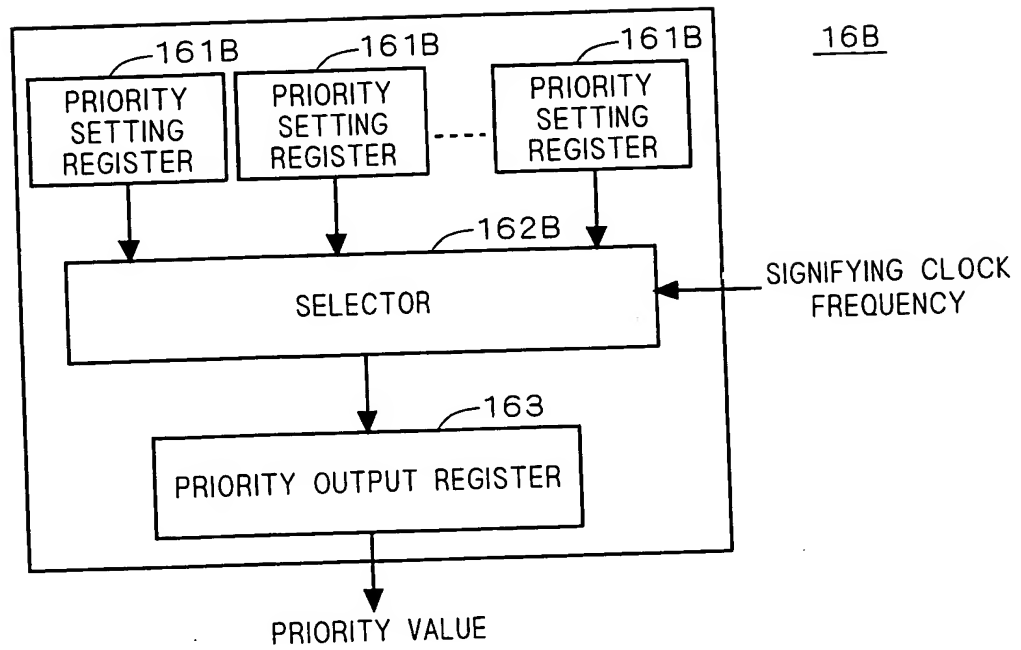 16B
161B
161B
161B
PRIORITY
SETTING
REGISTER
PRIORITY
SETTING
REGISTER
PRIORITY
SETTING
REGISTER
162B
SELECTOR
SIGNIFYING CLOCK
FREQUENCY
163
PRIORITY OUTPUT REGISTER
PRIORITY VALUE